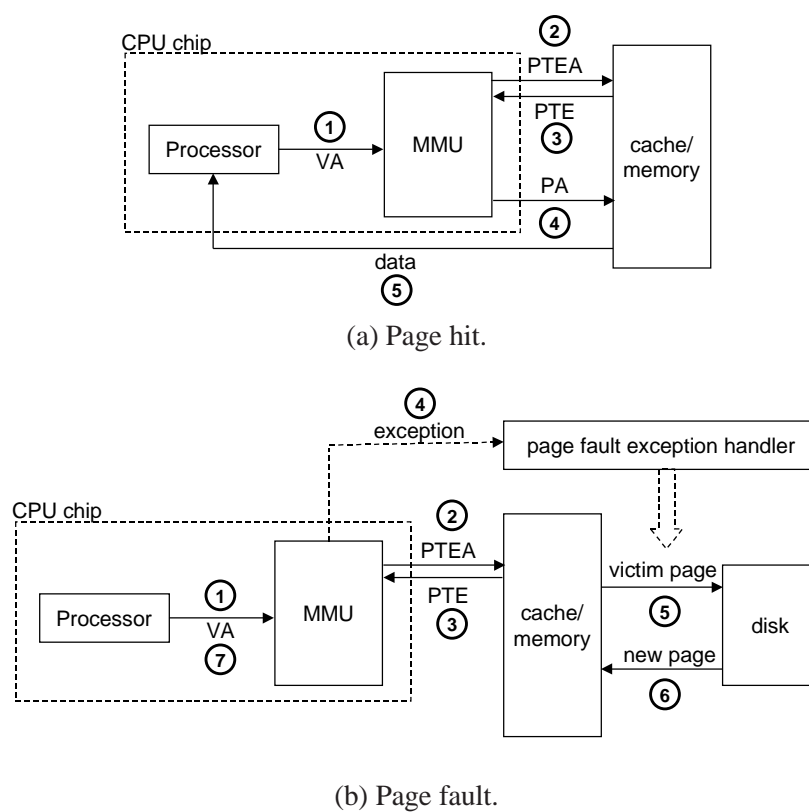 CPU chip
2
PTEA
PTE
3
1
Processor
VA
MMU
cache/
memory
PA
4
data
5
(a) Page hit.
4
exception
page fault exception handler
CPU chip
2
PTEA
PTE
3
1
Processor
VA
7
MMU
cache/
memory
victim page
5
disk
new page
6
(b) Page fault.